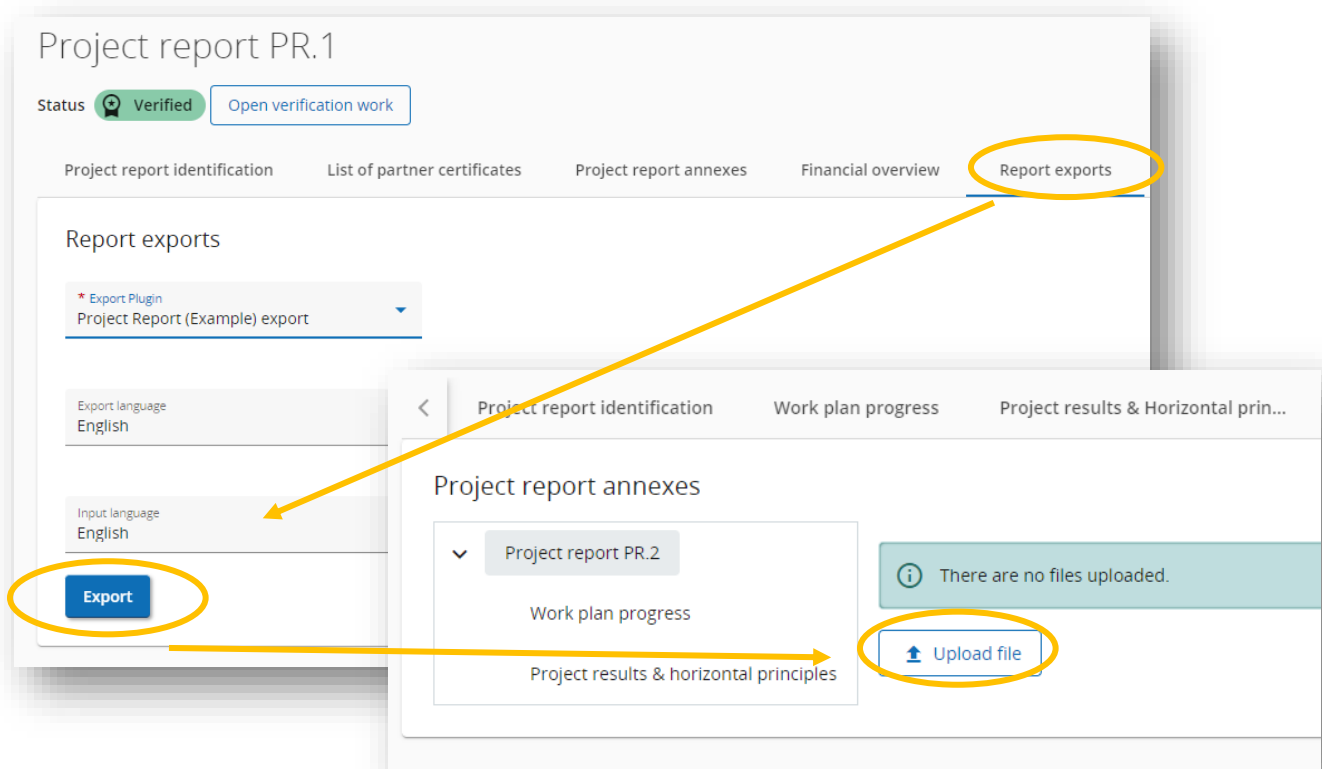 Project report PR.1
Status Verified Open verification work
Project report identification List of partner certificates Project report annexes Financial overview Report exports
Report exports
* Export Plugin
Project Report (Example) export
Export language
English
Input language
English
Export
Project report identification Work plan progress Project results & Horizontal prin...
Project report annexes
Project report PR.2
Work plan progress
Project results & horizontal principles
There are no files uploaded.
Upload file